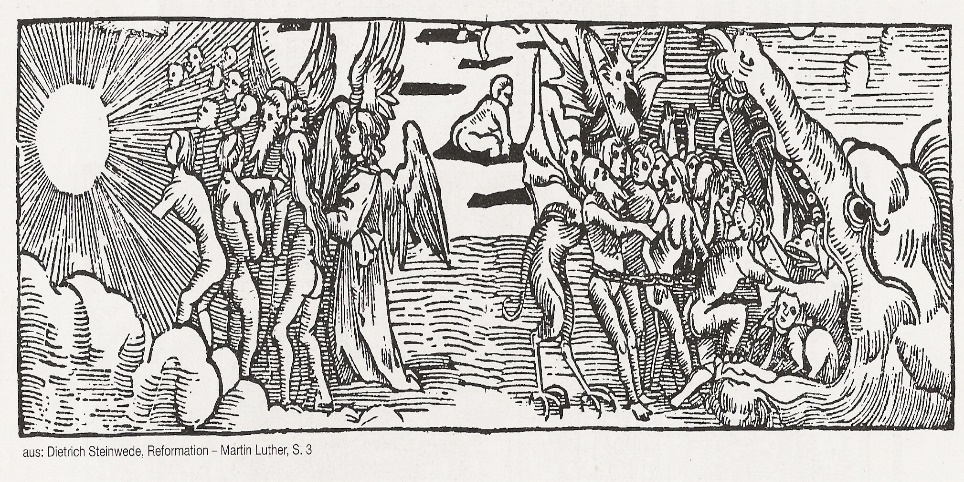 aus: Dietrich Steinwede, Reformation – Martin Luther, S. 3